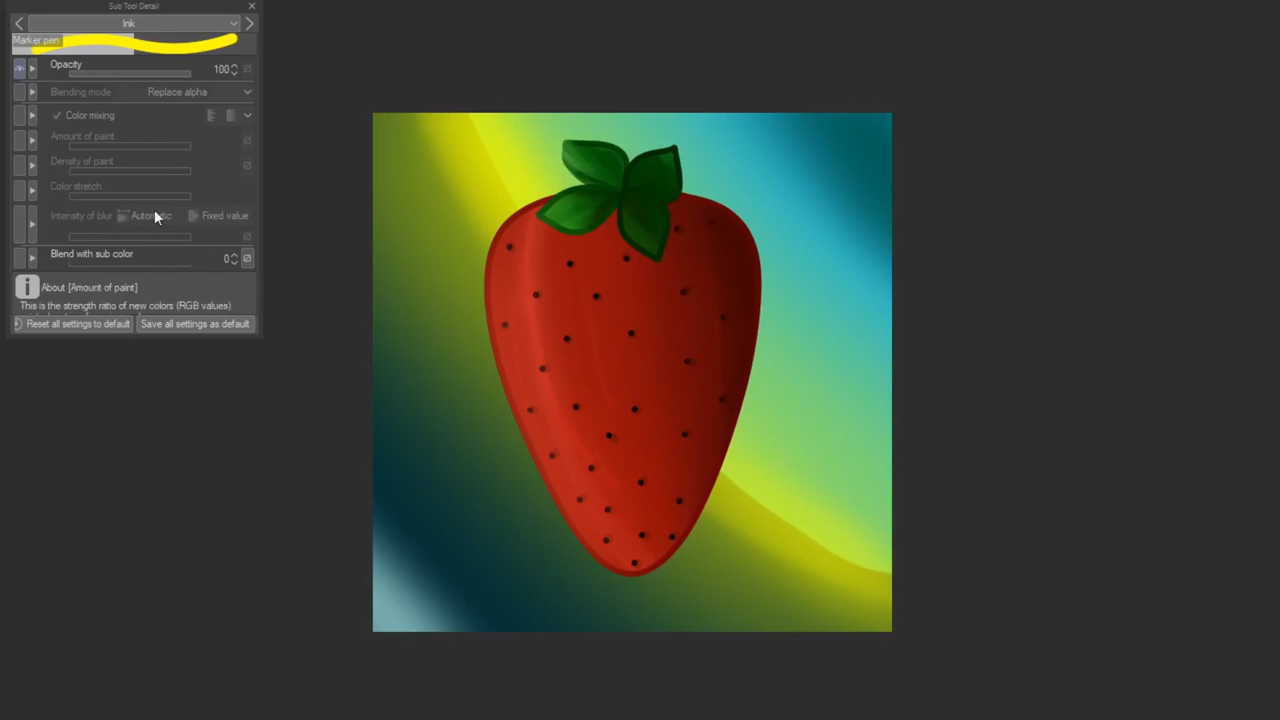 Sub Tool Detail
Ink
Marker pen
Opacity 100
Blending mode Replace alpha
Color mixing
Amount of paint
Density of paint
Color stretch
Intensity of blur Automatic Fixed value
Blend with sub color 0
About [Amount of paint]
This is the strength ratio of new colors (RGB values)
Reset all settings to default Save all settings as default